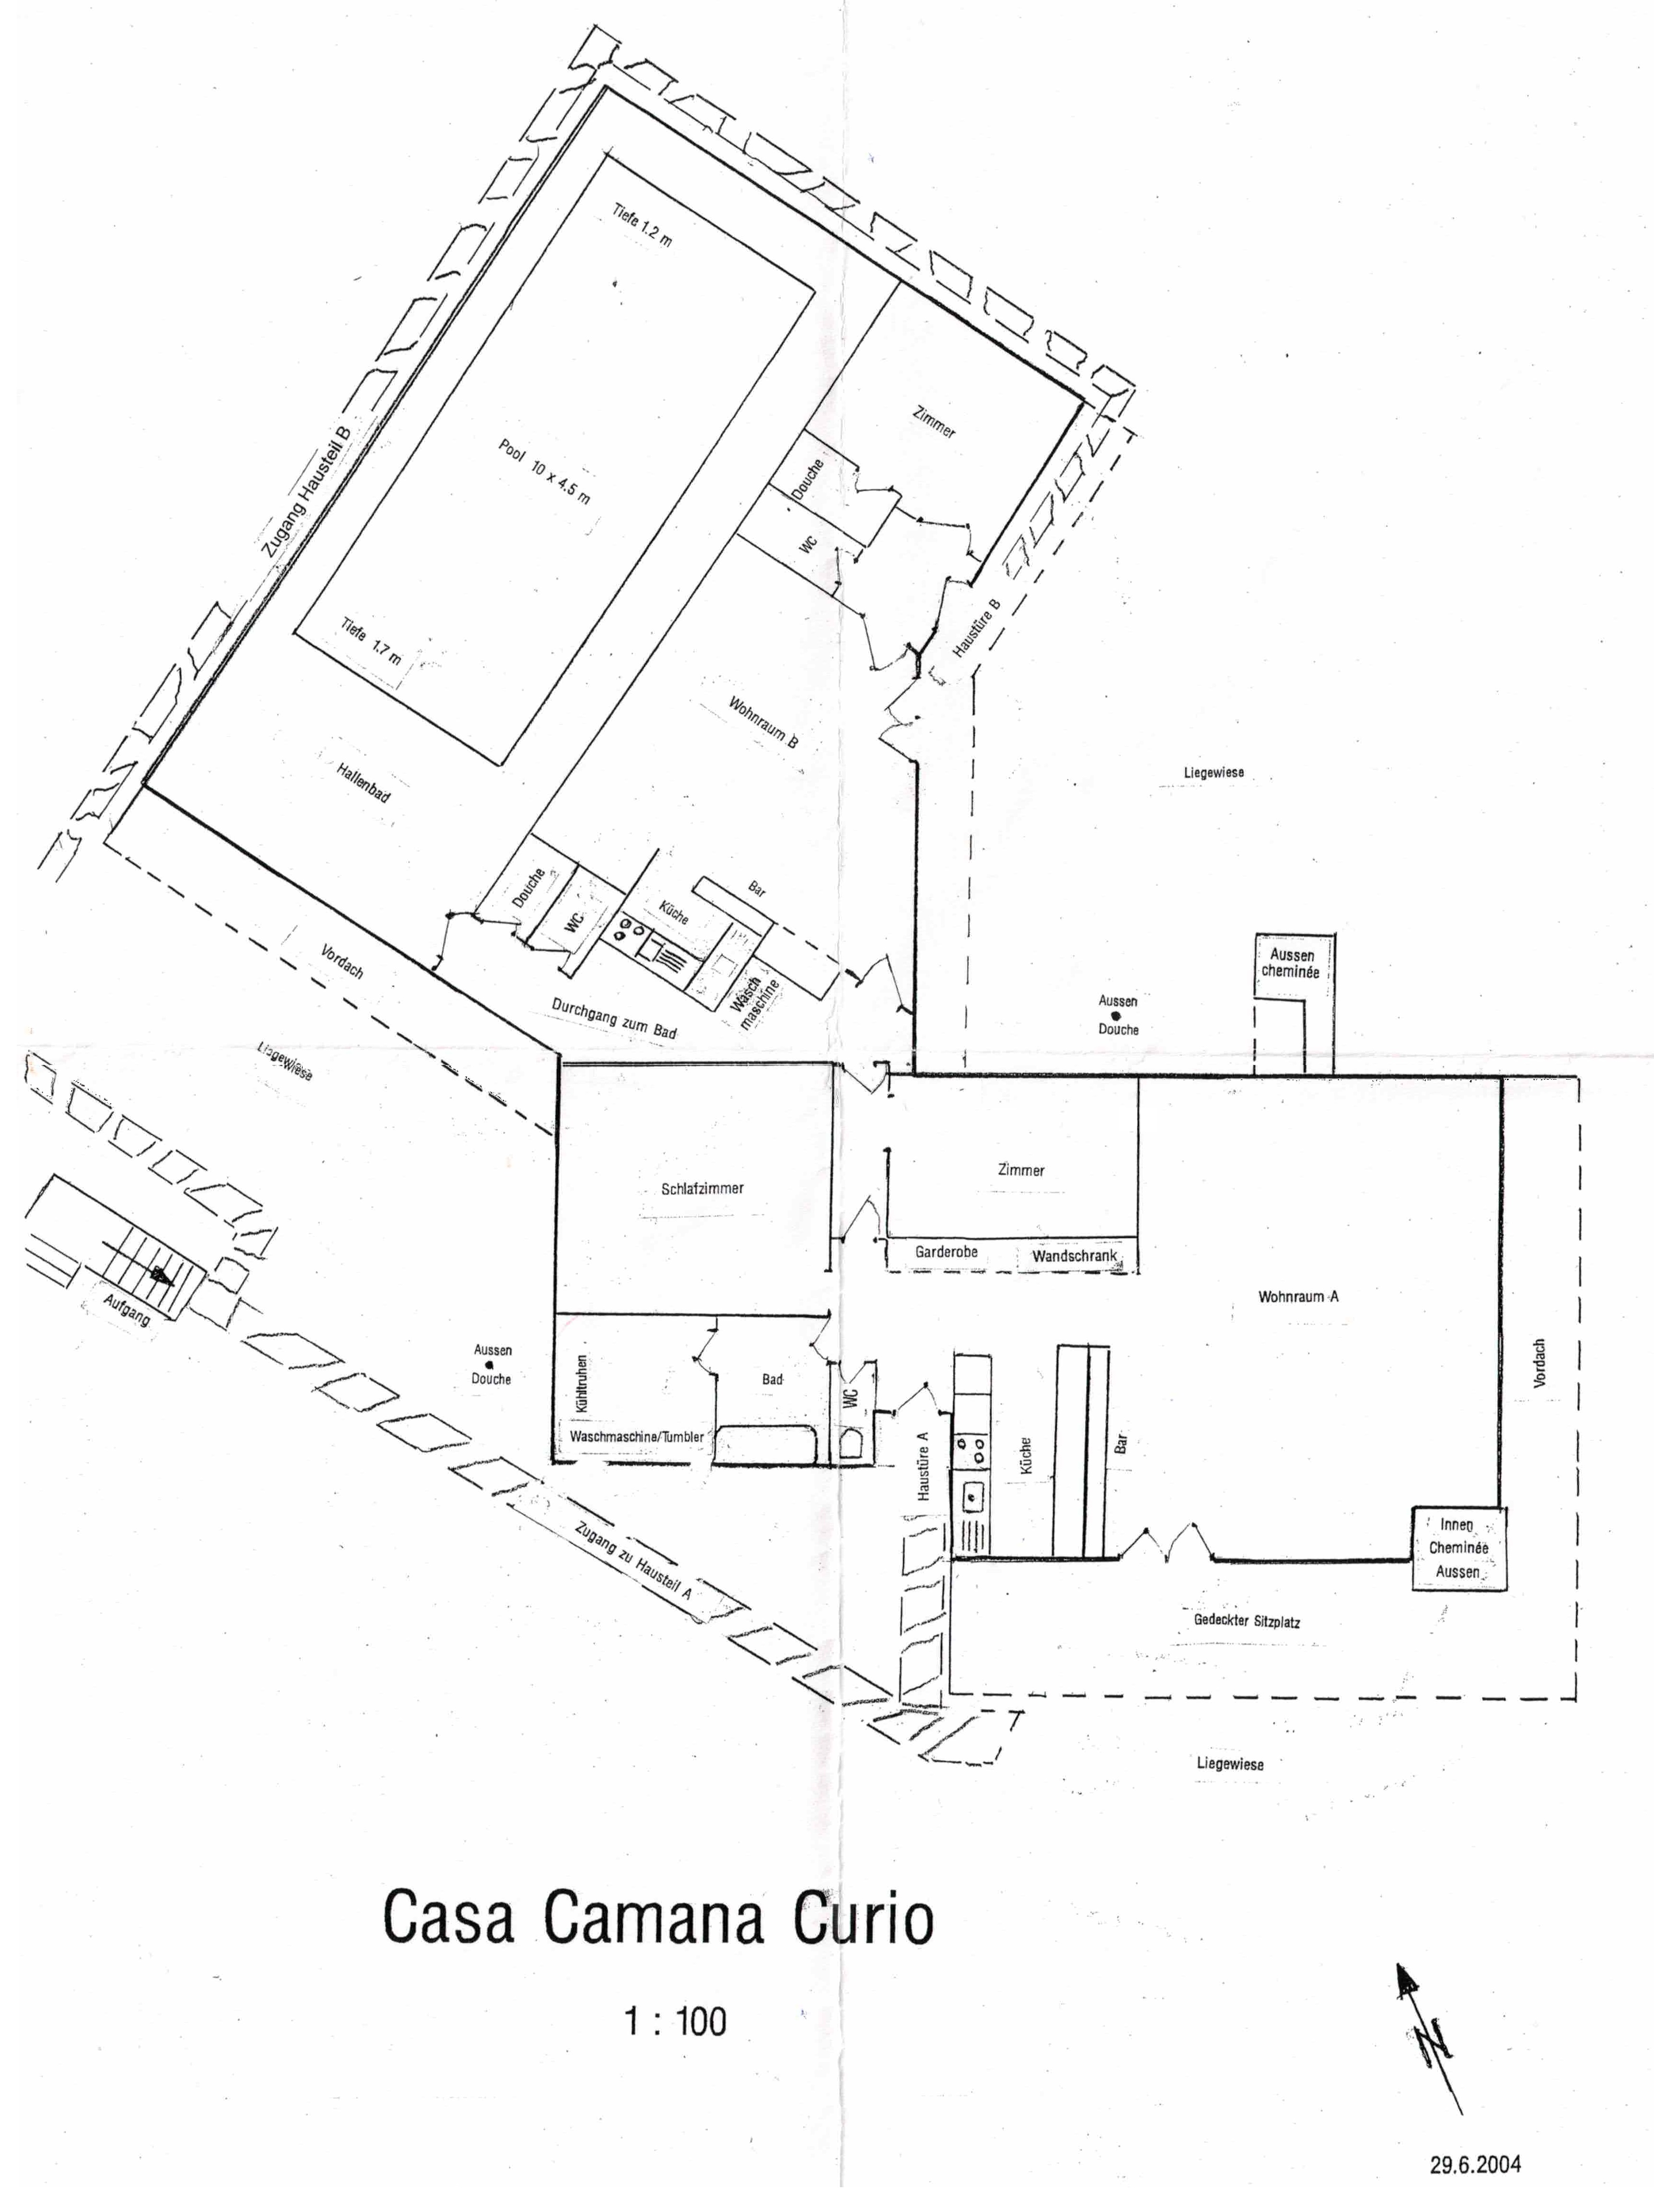 Tiefe 1.2 m
Zimmer
Pool 10 x 4.5 m
Douche
WC
Zugang Hausteil B
Tiefe 1.7 m
Haustüre B
Wohnraum B
Hallenbad
Liegewiese
Douche
WC
Küche
Bar
Wasch
maschine
Vordach
Durchgang zum Bad
Aussen
cheminée
Aussen
Douche
Liegewiese
Schlafzimmer
Zimmer
Garderobe
Wandschrank
Aufgang
Wohnraum A
Aussen
Douche
Kühltruhen
Bad
WC
Waschmaschine/Tumbler
Haustüre A
Küche
Bar
Vordach
Innen
Cheminée
Aussen
Zugang zu Hausteil A
Gedeckter Sitzplatz
Liegewiese
Casa Camana Curio
1 : 100
N
29.6.2004